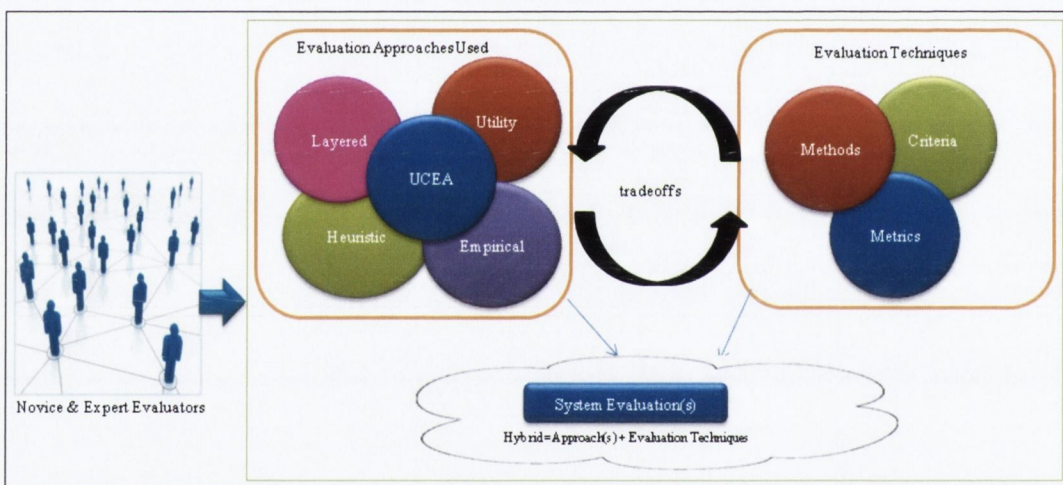 Evaluation Approaches Used
Evaluation Techniques
Layered
Utility
UCEA
Heuristic
Empirical
tradeoffs
Methods
Criteria
Metrics
Novice & Expert Evaluators
System Evaluation(s)
Hybrid=Approach(s) + Evaluation Techniques